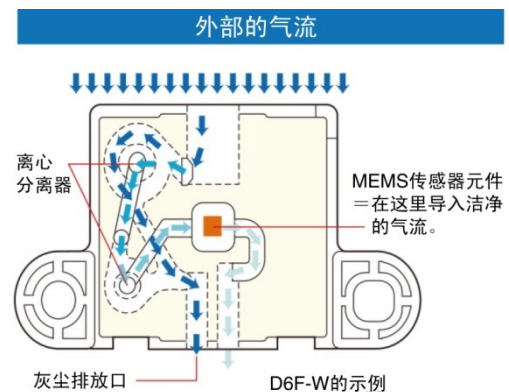 外部的气流
离心
分离器
MEMS传感器元件
＝在这里导入洁净
的气流。
灰尘排放口
D6F-W的示例